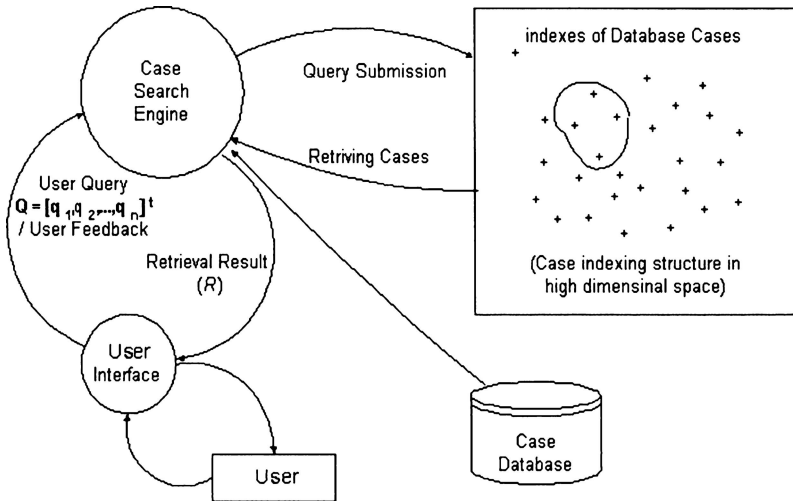 Case
Search
Engine
Query Submission
indexes of Database Cases
Retriving Cases
User Query
Q = [q 1,q 2,...,q n] t
/ User Feedback
Retrieval Result
(R)
(Case indexing structure in
high dimensinal space)
User
Interface
User
Case
Database